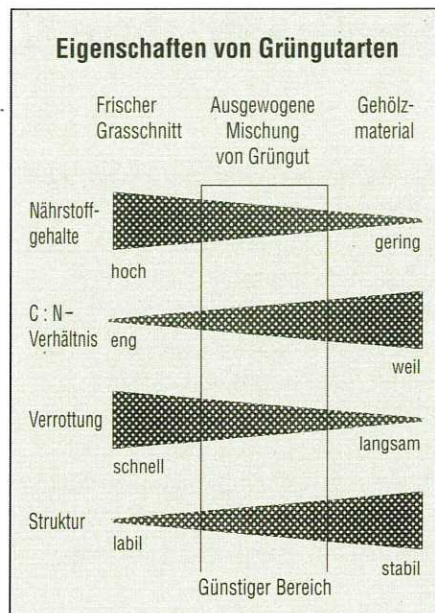 Eigenschaften von Grüngutarten
Frischer
Grasschnitt
Ausgewogene
Mischung
von Grüngut
Gehölz-
material
Nährstoff-
gehalte
hoch
gering
C : N-
Verhältnis
eng
weil
Verrottung
schnell
langsam
Struktur
labil
stabil
Günstiger Bereich